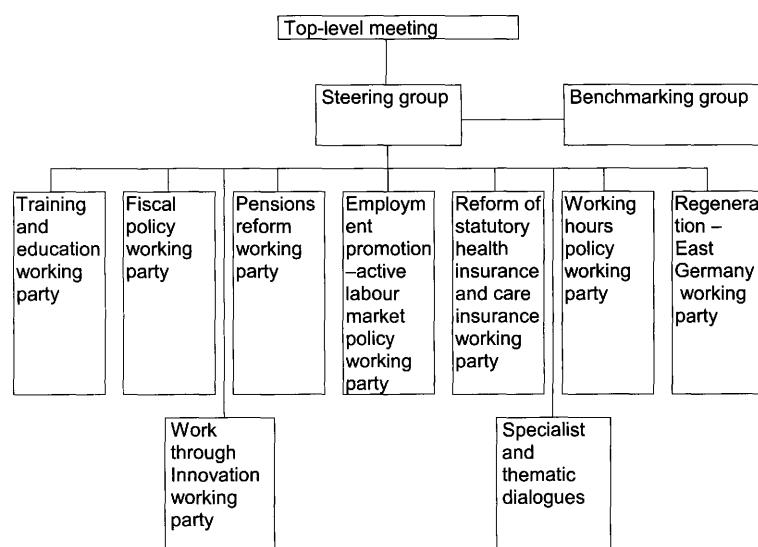 Top-level meeting
Steering group
Benchmarking group
Training
and
education
working
party
Fiscal
policy
working
party
Pensions
reform
working
party
Employm
ent
promotion
–active
labour
market
policy
working
party
Reform of
statutory
health
insurance
and care
insurance
working
party
Working
hours
policy
working
party
Regenera
tion –
East
Germany
working
party
Work
through
Innovation
working
party
Specialist
and
thematic
dialogues